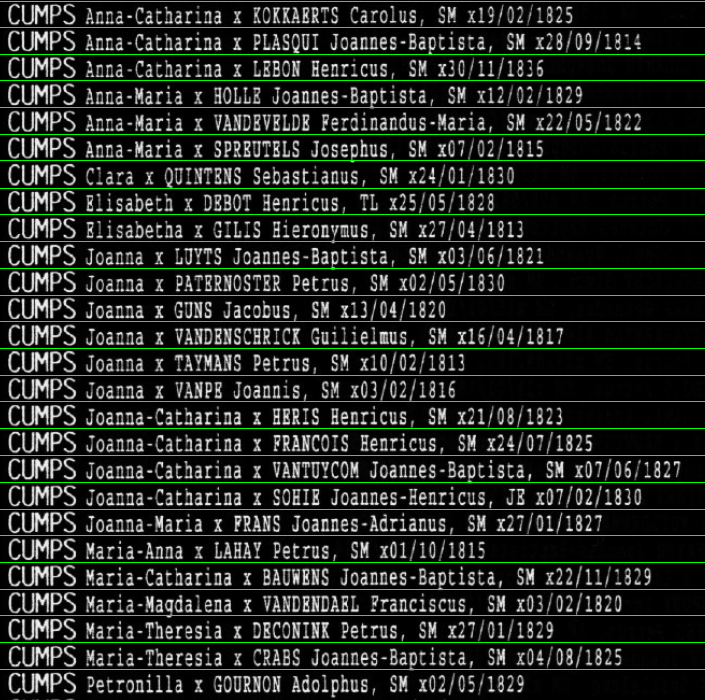 CUMPS Anna-Catharina x KOKKAERTS Carolus, SM x19/02/1825
CUMPS Anna-Catharina x PLASQUI Joannes-Baptista, SM x28/09/1814
CUMPS Anna-Catharina x LEBON Henricus, SM x30/11/1836
CUMPS Anna-Maria x HOLLE Joannes-Baptista, SM x12/02/1829
CUMPS Anna-Maria x VANDEVELDE Ferdinandus-Maria, SM x22/05/1822
CUMPS Anna-Maria x SPREUTELS Josephus, SM x07/02/1815
CUMPS Clara x QUINTENS Sebastianus, SM x24/01/1830
CUMPS Elisabeth x DEBOT Henricus, TL x25/05/1828
CUMPS Elisabetha x GILIS Hieronymus, SM x27/04/1813
CUMPS Joanna x LUYTS Joannes-Baptista, SM x03/06/1821
CUMPS Joanna x PATERNOSTER Petrus, SM x02/05/1830
CUMPS Joanna x GUNS Jacobus, SM x13/04/1820
CUMPS Joanna x VANDENSCHRICK Guilielmus, SM x16/04/1817
CUMPS Joanna x TAYMANS Petrus, SM x10/02/1813
CUMPS Joanna x VANPE Joannis, SM x03/02/1816
CUMPS Joanna-Catharina x HERIS Henricus, SM x21/08/1823
CUMPS Joanna-Catharina x FRANCOIS Henricus, SM x24/07/1825
CUMPS Joanna-Catharina x VANTUYCOM Joannes-Baptista, SM x07/06/1827
CUMPS Joanna-Catharina x SOHIE Joannes-Henricus, JE x07/02/1830
CUMPS Joanna-Maria x FRANS Joannes-Adrianus, SM x27/01/1827
CUMPS Maria-Anna x LAHAY Petrus, SM x01/10/1815
CUMPS Maria-Catharina x BAUWENS Joannes-Baptista, SM x22/11/1829
CUMPS Maria-Magdalena x VANDENDAEL Franciscus, SM x03/02/1820
CUMPS Maria-Theresia x DECONINK Petrus, SM x27/01/1829
CUMPS Maria-Theresia x CRABS Joannes-Baptista, SM x04/08/1825
CUMPS Petronilla x GOURNON Adolphus, SM x02/05/1829